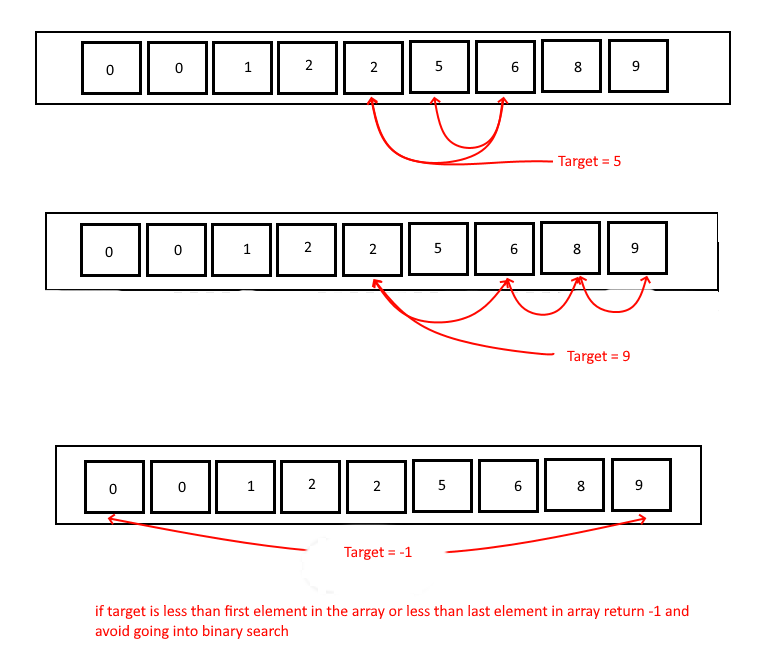 0 0 1 2 2 5 6 8 9
Target = 5
0 0 1 2 2 5 6 8 9
Target = 9
0 0 1 2 2 5 6 8 9
Target = -1
if target is less than first element in the array or less than last element in array return -1 and
avoid going into binary search